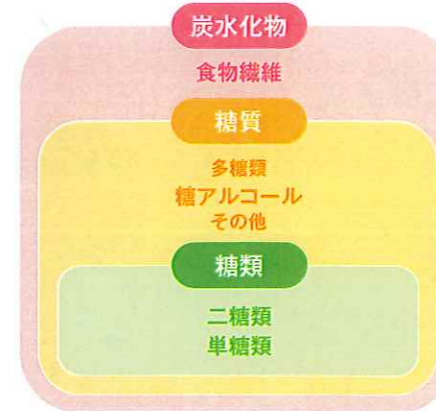 炭水化物
食物繊維
糖質
多糖類
糖アルコール
その他
糖類
二糖類
単糖類